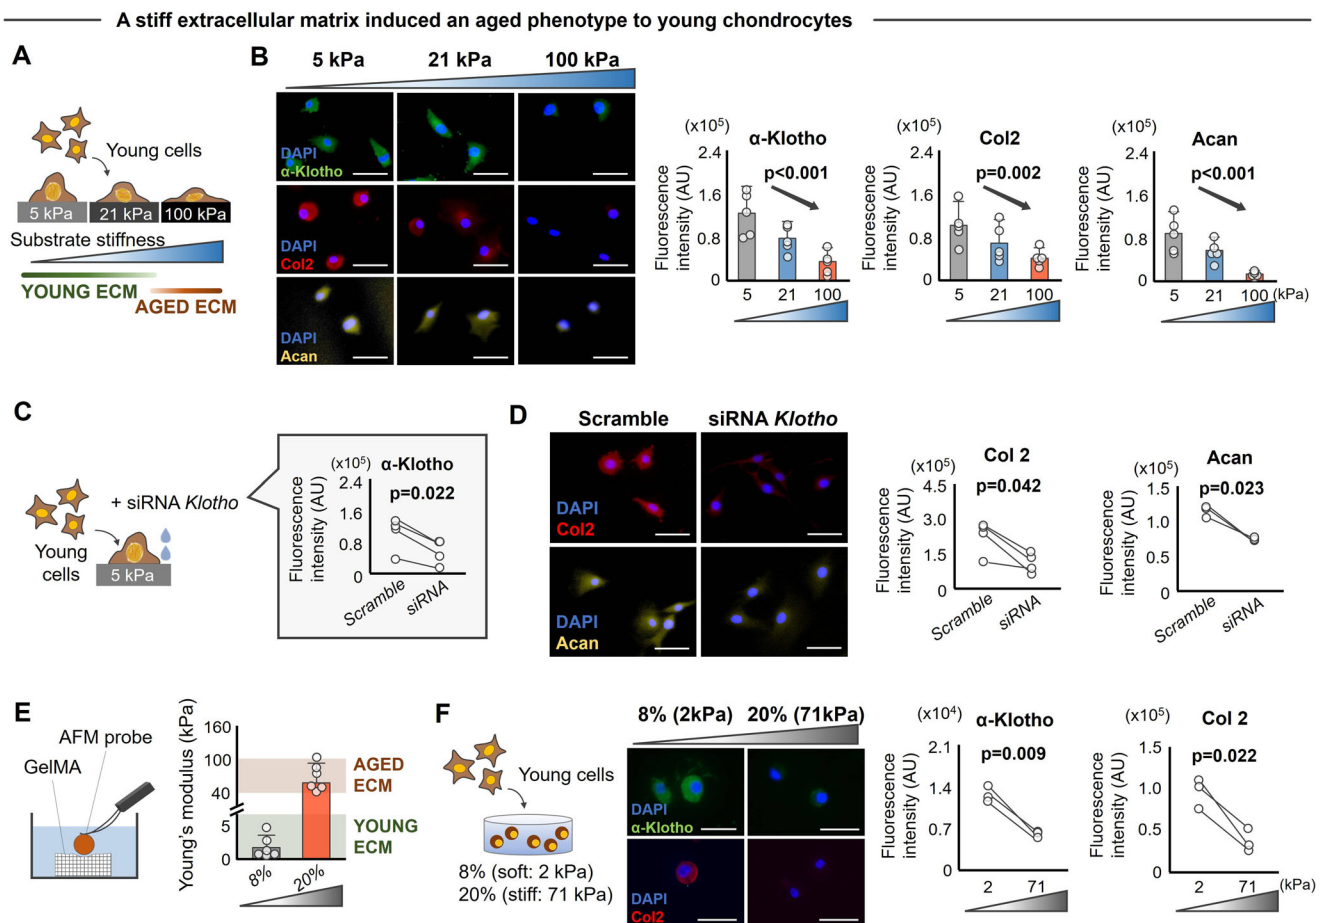 A stiff extracellular matrix induced an aged phenotype to young chondrocytes
A
Young cells
5 kPa
21 kPa
100 kPa
Substrate stiffness
YOUNG ECM
AGED ECM
B
5 kPa
21 kPa
100 kPa
DAPI
α-Klotho
DAPI
Col2
DAPI
Acan
(x10⁵)
α-Klotho
p<0.001
Fluorescence
intensity (AU)
2.4
1.6
0.8
0
5
21
100
(x10⁵)
Col2
p=0.002
Fluorescence
intensity (AU)
2.4
1.6
0.8
0
5
21
100
(x10⁵)
Acan
p<0.001
Fluorescence
intensity (AU)
2.4
1.6
0.8
0
5
21
100
(kPa)
C
+ siRNA Klotho
Young
cells
5 kPa
(x10⁵)
α-Klotho
p=0.022
Fluorescence
intensity (AU)
2.4
1.6
0.8
0
Scramble
siRNA
D
Scramble
siRNA Klotho
DAPI
Col2
DAPI
Acan
(x10⁵)
Col 2
p=0.042
Fluorescence
intensity (AU)
4.5
3.0
1.5
0
Scramble
siRNA
(x10⁵)
Acan
p=0.023
Fluorescence
intensity (AU)
1.5
1.0
0.5
0
Scramble
siRNA
E
AFM probe
GelMA
Young's modulus (kPa)
160
100
40
5
0
8%
20%
AGED
ECM
YOUNG
ECM
F
Young cells
8% (soft: 2 kPa)
20% (stiff: 71 kPa)
8% (2kPa)
20% (71kPa)
DAPI
α-Klotho
DAPI
Col2
(x10⁴)
α-Klotho
p=0.009
Fluorescence
intensity (AU)
2.1
1.4
0.7
0
2
71
(x10⁵)
Col 2
p=0.022
Fluorescence
intensity (AU)
1.5
1.0
0.5
0
2
71
(kPa)